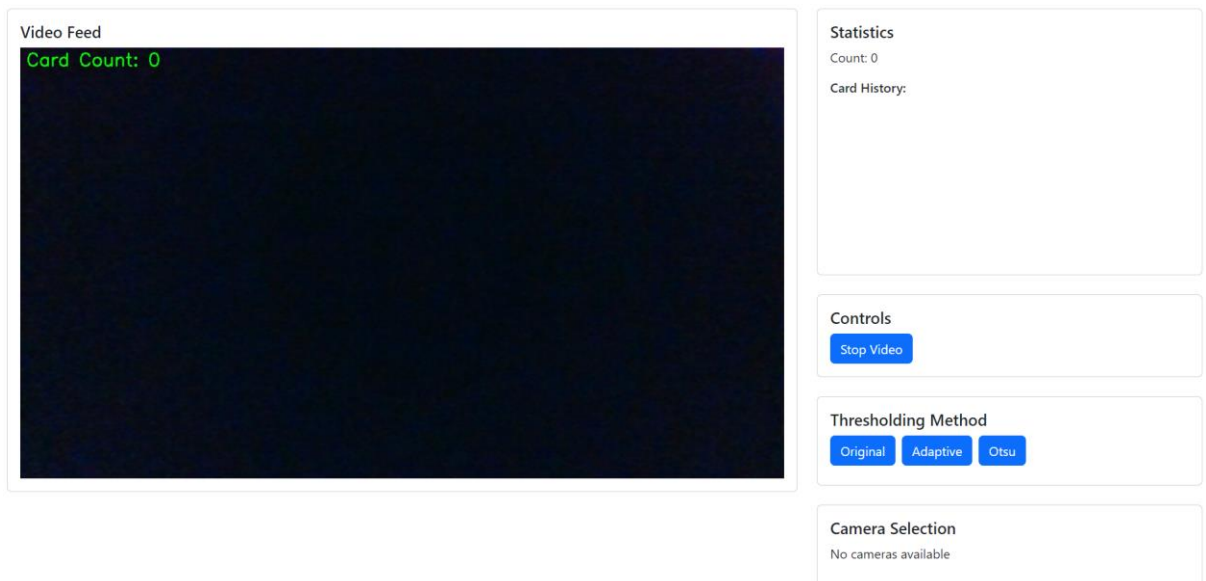 Video Feed
Card Count: 0
Statistics
Count: 0
Card History:
Controls
Stop Video
Thresholding Method
Original Adaptive Otsu
Camera Selection
No cameras available